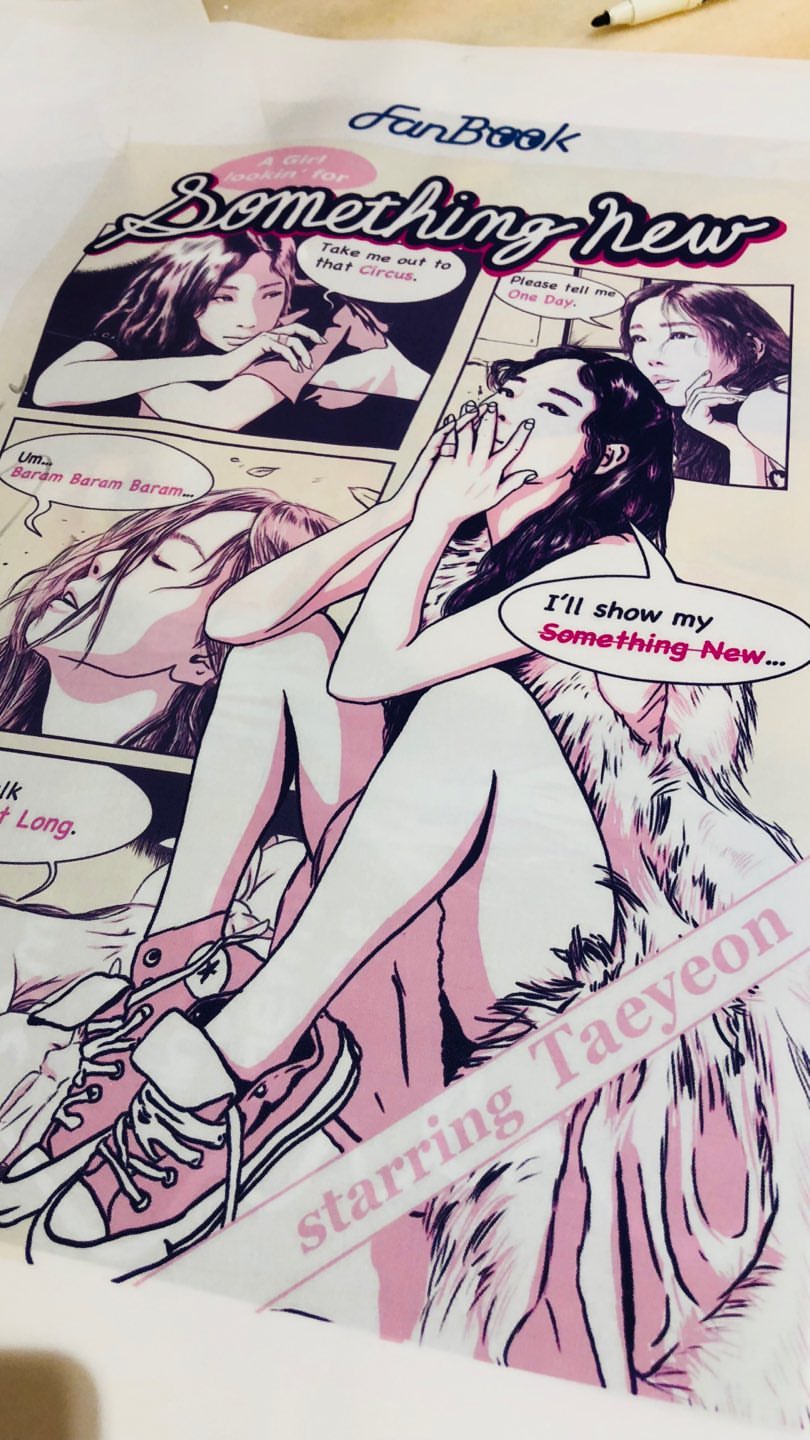 FanBook
A Girl
lookin' for
Something New
Take me out to
that Circus.
Please tell me
One Day.
Um...
Baram Baram Baram...
I'll show my
Something New...
lk
t Long.
starring Taeyeon